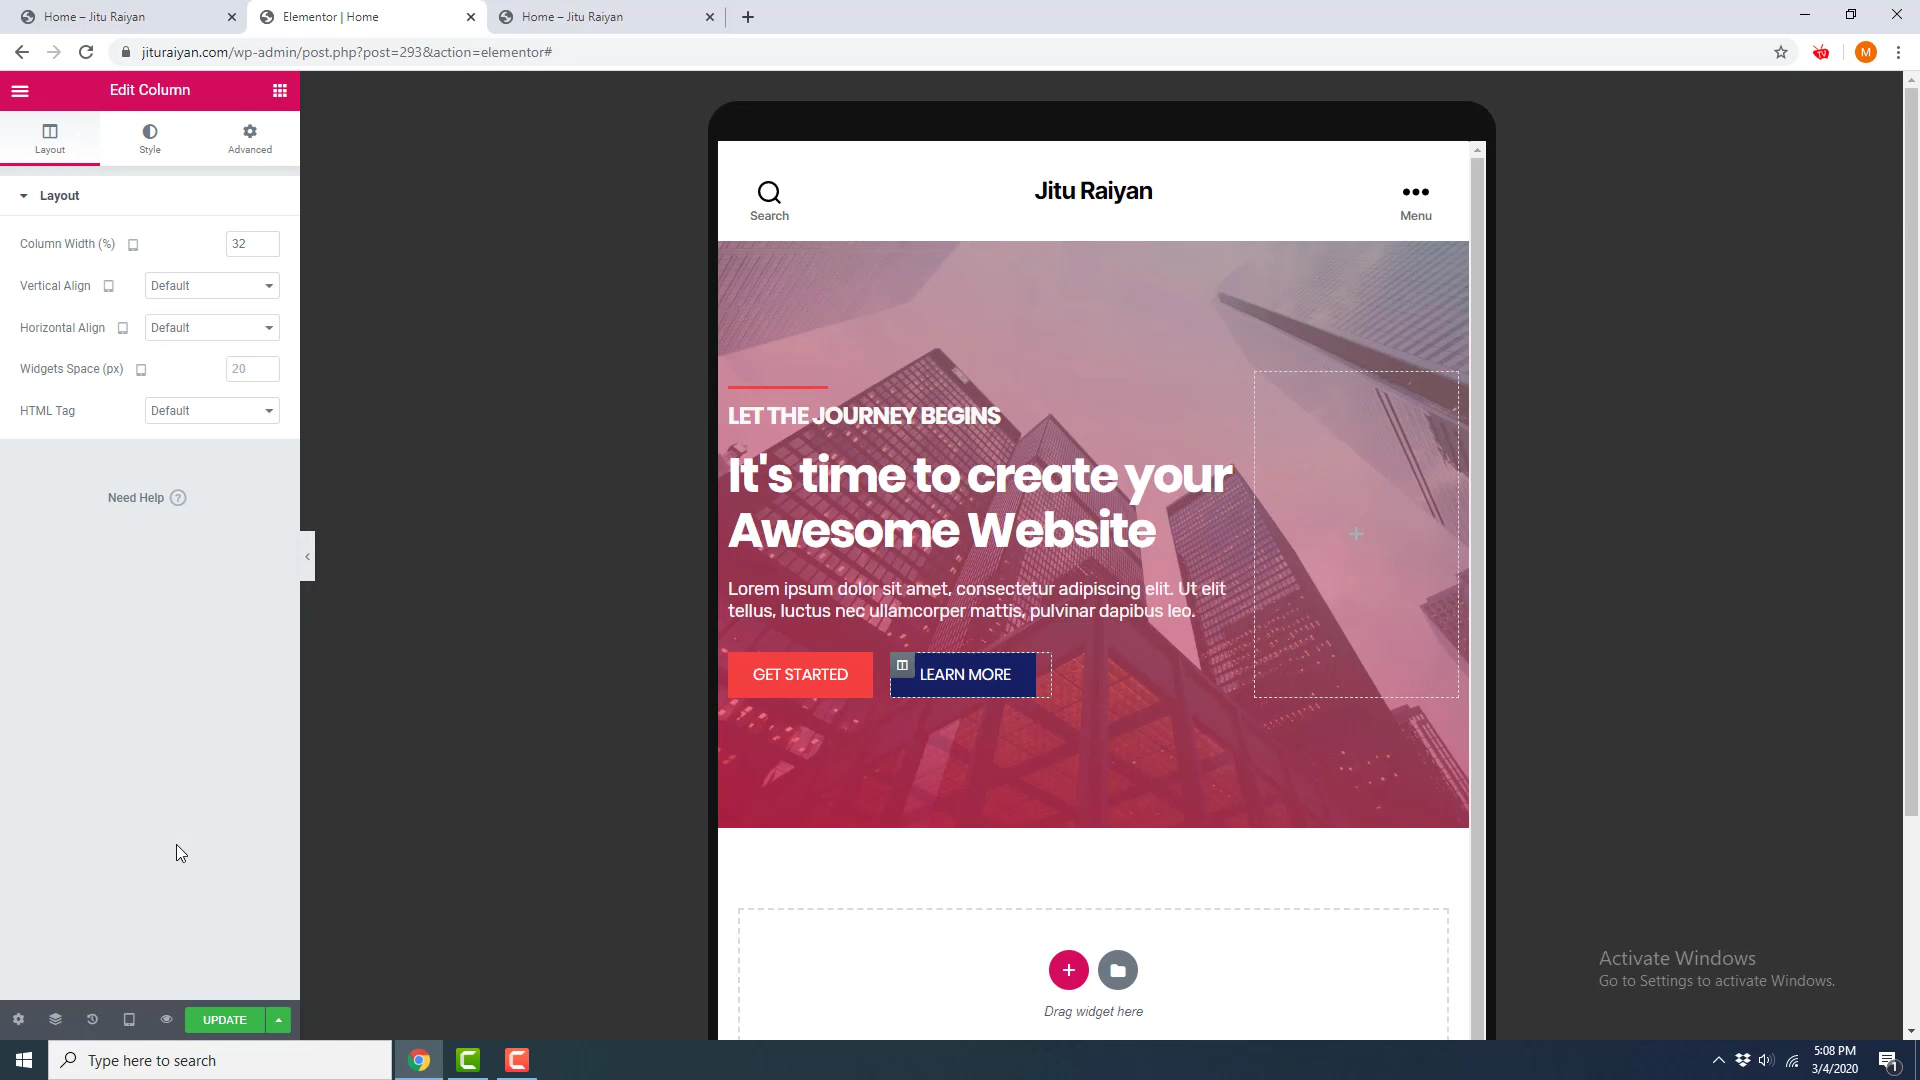 Home – Jitu Raiyan
Elementor | Home
Home – Jitu Raiyan
jituraiyan.com/wp-admin/post.php?post=293&action=elementor#
M
Edit Column
Layout
Style
Advanced
Layout
Column Width (%)
32
Vertical Align
Default
Horizontal Align
Default
Widgets Space (px)
20
HTML Tag
Default
Need Help ?
UPDATE
Search
Jitu Raiyan
Menu
LET THE JOURNEY BEGINS
It's time to create your
Awesome Website
Lorem ipsum dolor sit amet, consectetur adipiscing elit. Ut elit
tellus, luctus nec ullamcorper mattis, pulvinar dapibus leo.
GET STARTED
LEARN MORE
Drag widget here
Activate Windows
Go to Settings to activate Windows.
Type here to search
5:08 PM
3/4/2020
1